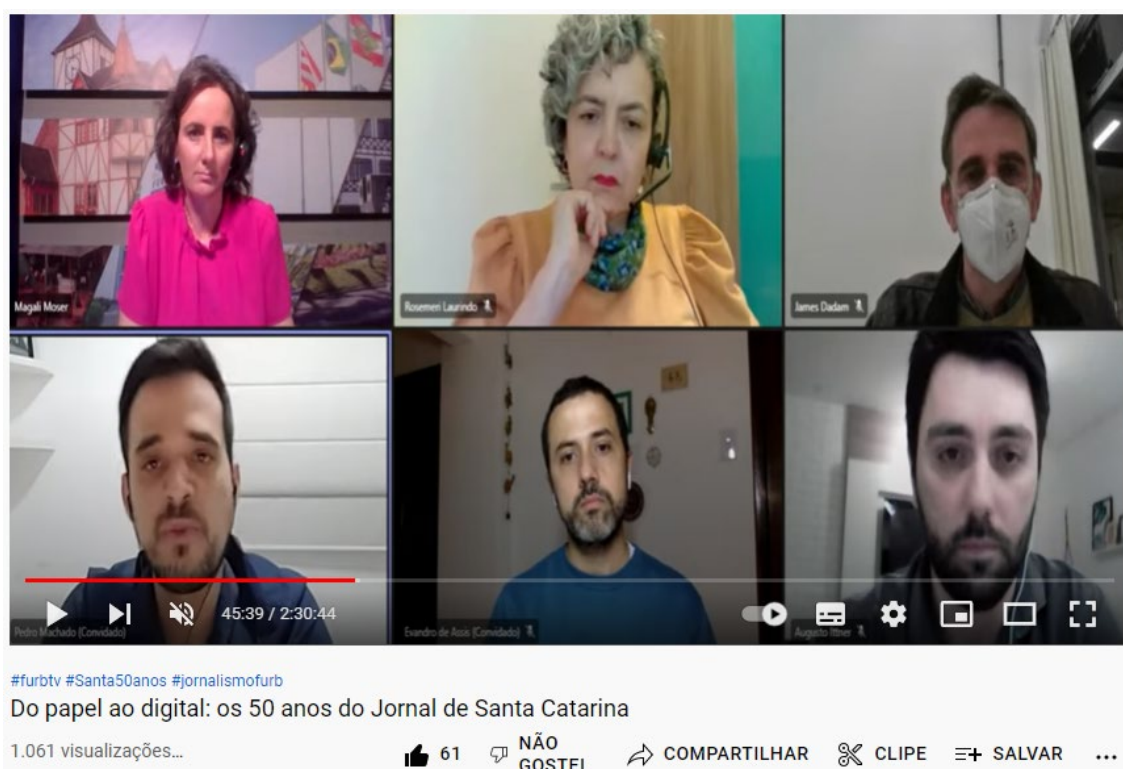 Magali Moser
Rosemeri Laurindo
James Dadam
45:39 / 2:30:44
Pedro Machado (Convidado)
Evandro de Assis (Convidado)
Augusto Ittner
#furbtv #Santa50anos #jornalismofurb
Do papel ao digital: os 50 anos do Jornal de Santa Catarina
1.061 visualizações...
61
NÃO
GOSTEI
COMPARTILHAR
CLIPE
SALVAR
...